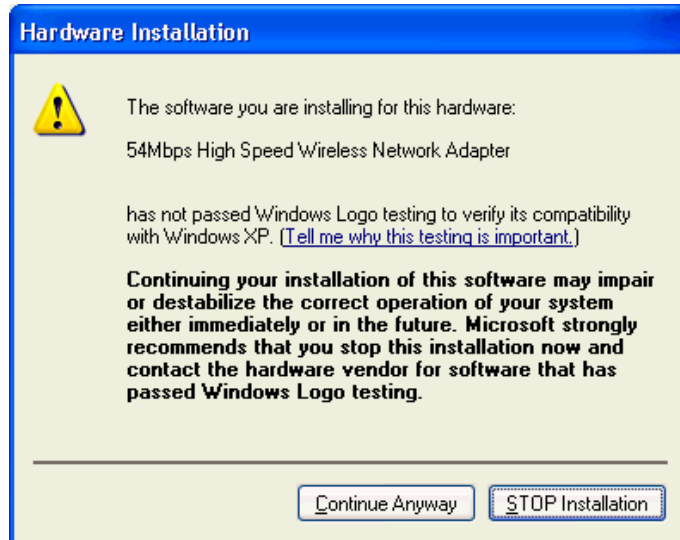 Hardware Installation
The software you are installing for this hardware:
54Mbps High Speed Wireless Network Adapter
has not passed Windows Logo testing to verify its compatibility
with Windows XP. (Tell me why this testing is important.)
Continuing your installation of this software may impair
or destabilize the correct operation of your system
either immediately or in the future. Microsoft strongly
recommends that you stop this installation now and
contact the hardware vendor for software that has
passed Windows Logo testing.
Continue Anyway
STOP Installation